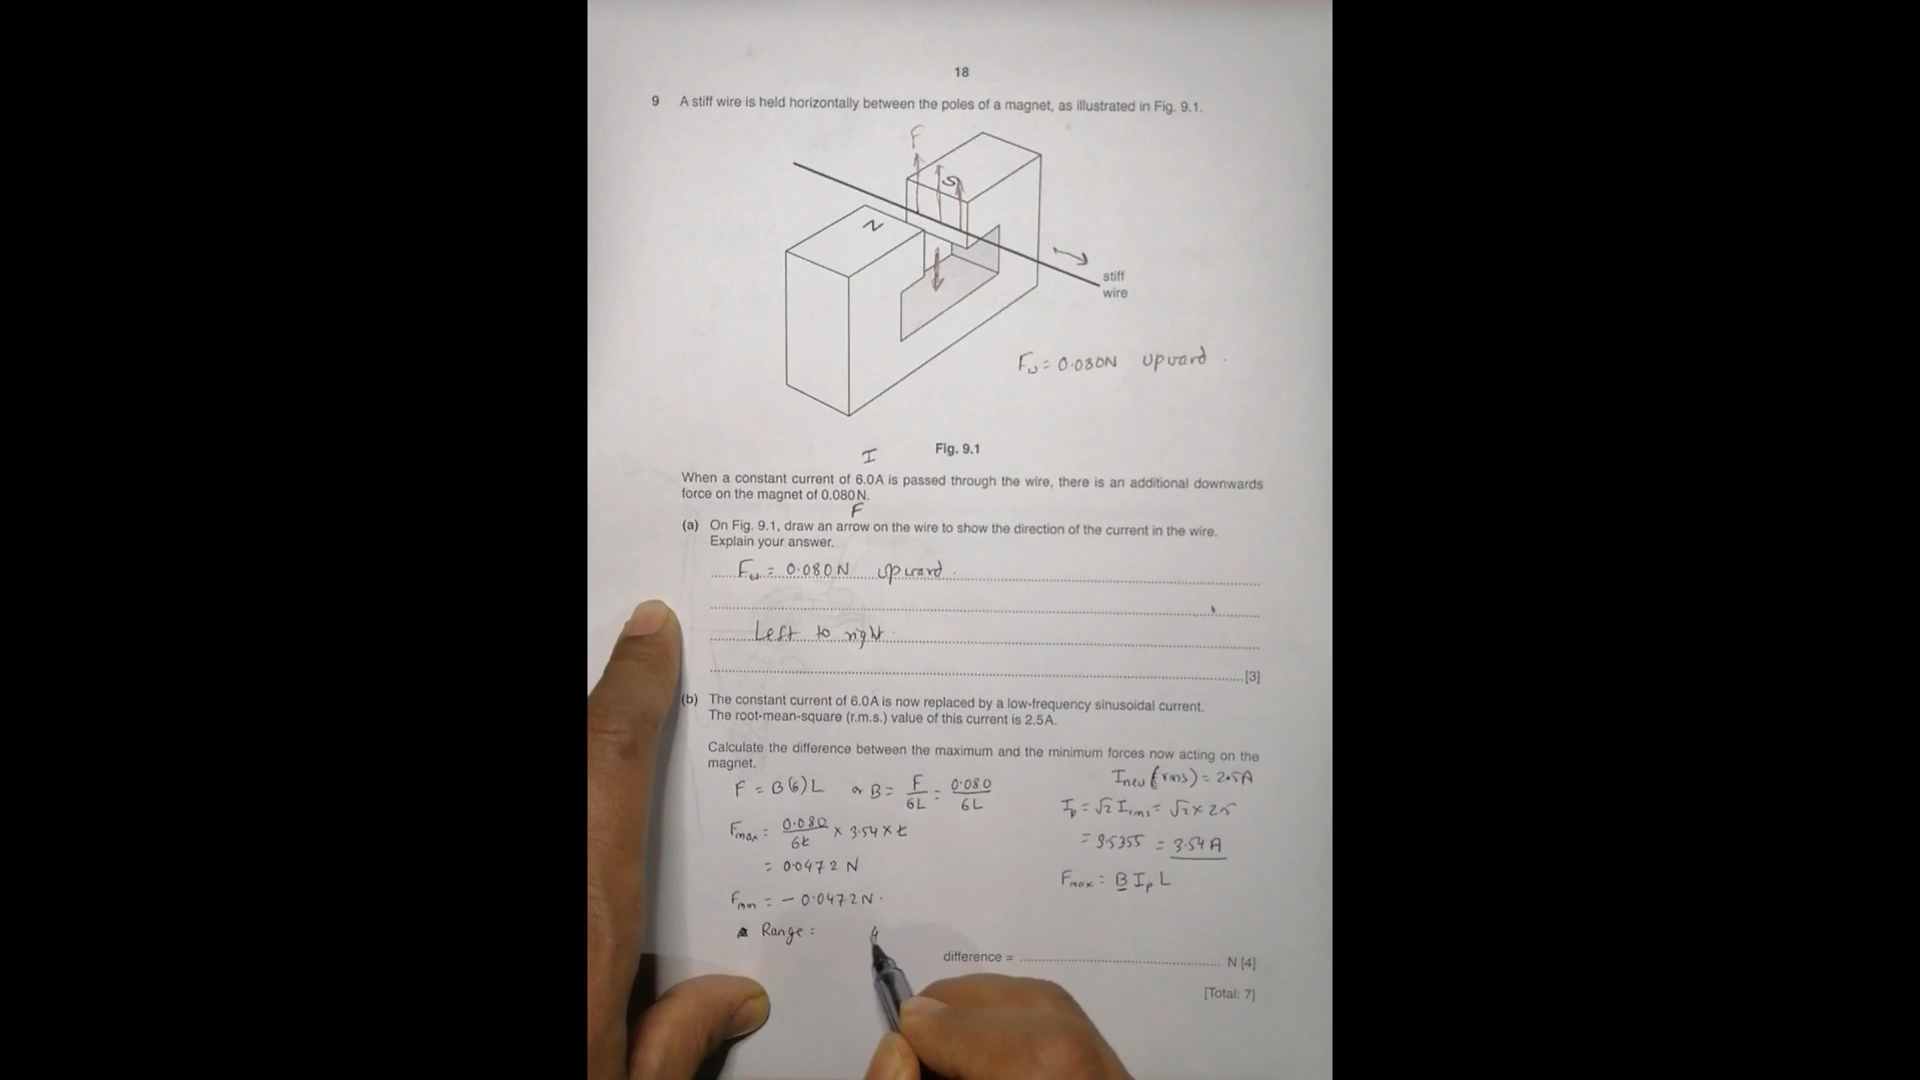 18
9 A stiff wire is held horizontally between the poles of a magnet, as illustrated in Fig. 9.1.
F
S
N
stiff
wire
Fω = 0.080N upward.
Fig. 9.1
I
When a constant current of 6.0A is passed through the wire, there is an additional downwards
force on the magnet of 0.080N.
F
(a) On Fig. 9.1, draw an arrow on the wire to show the direction of the current in the wire.
Explain your answer.
Fω = 0.080N upward.
Left to right.
[3]
(b) The constant current of 6.0A is now replaced by a low-frequency sinusoidal current.
The root-mean-square (r.m.s.) value of this current is 2.5A.
Calculate the difference between the maximum and the minimum forces now acting on the
magnet.
F = B(6)L or B = F/6L = 0.080/6L
Fmax = 0.080/6L × 3.54 × L
= 0.0472 N
Fmin = - 0.0472N.
Range =
Inew (rms) = 2.5A
Ip = √2 Irms = √2 × 2.5
= 3.5355 = 3.54A
Fmax = B Ip L
difference = N [4]
[Total: 7]